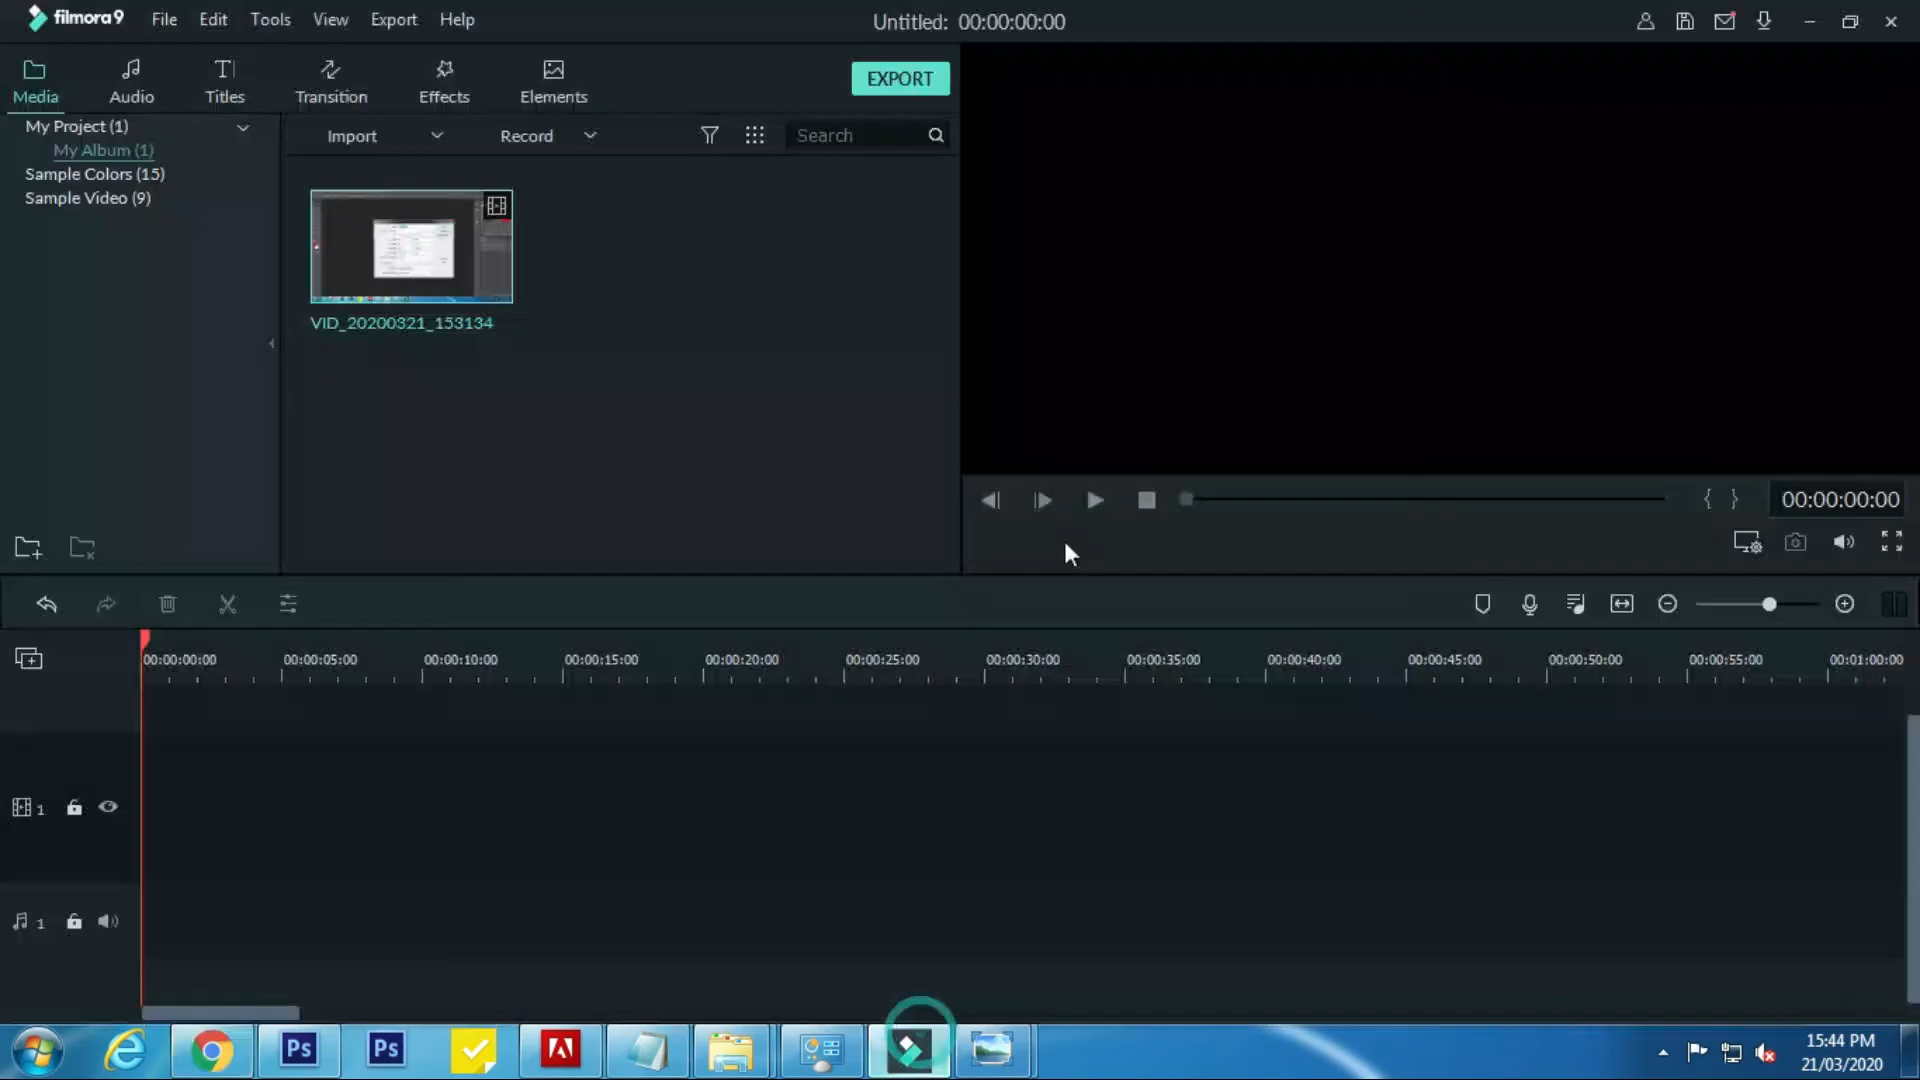 filmora9 File Edit Tools View Export Help Untitled: 00:00:00:00
Media Audio Titles Transition Effects Elements EXPORT
My Project (1)
My Album (1)
Sample Colors (15)
Sample Video (9)
Import Record Search
VID_20200321_153134
00:00:00:00
00:00:00:00 00:00:05:00 00:00:10:00 00:00:15:00 00:00:20:00 00:00:25:00 00:00:30:00 00:00:35:00 00:00:40:00 00:00:45:00 00:00:50:00 00:00:55:00 00:01:00:00
1
1
Ps Ps
15:44 PM
21/03/2020